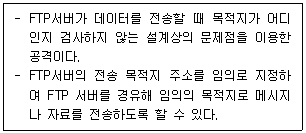 - FTP서버가 데이터를 전송할 때 목적지가 어디
인지 검사하지 않는 설계상의 문제점을 이용한
공격이다.
- FTP서버의 전송 목적지 주소를 임의로 지정하
여 FTP 서버를 경유해 임의의 목적지로 메시지
나 자료를 전송하도록 할 수 있다.